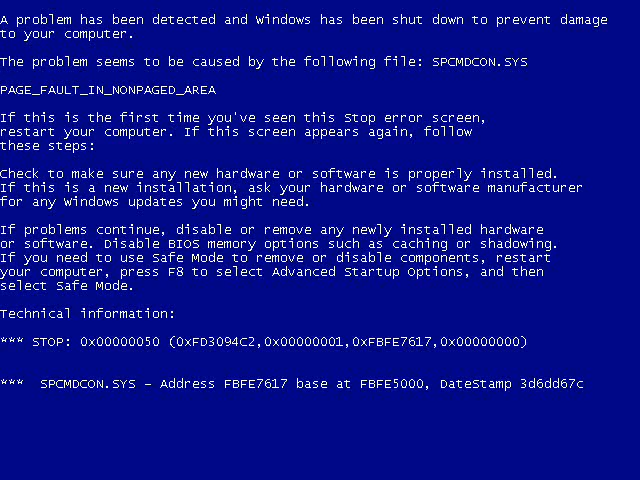 A problem has been detected and Windows has been shut down to prevent damage
to your computer.
The problem seems to be caused by the following file: SPCMDCON.SYS
PAGE_FAULT_IN_NONPAGED_AREA
If this is the first time you've seen this Stop error screen,
restart your computer. If this screen appears again, follow
these steps:
Check to make sure any new hardware or software is properly installed.
If this is a new installation, ask your hardware or software manufacturer
for any Windows updates you might need.
If problems continue, disable or remove any newly installed hardware
or software. Disable BIOS memory options such as caching or shadowing.
If you need to use Safe Mode to remove or disable components, restart
your computer, press F8 to select Advanced Startup Options, and then
select Safe Mode.
Technical information:
*** STOP: 0x00000050 (0xFD3094C2,0x00000001,0xFBFE7617,0x00000000)
*** SPCMDCON.SYS – Address FBFE7617 base at FBFE5000, DateStamp 3d6dd67c